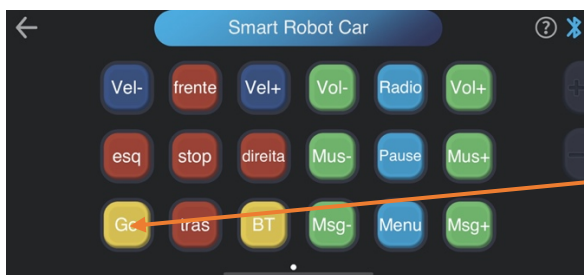 Smart Robot Car
Vel- frente Vel+ Vol- Radio Vol+
esq stop direita Mus- Pause Mus+
Go tras BT Msg- Menu Msg+